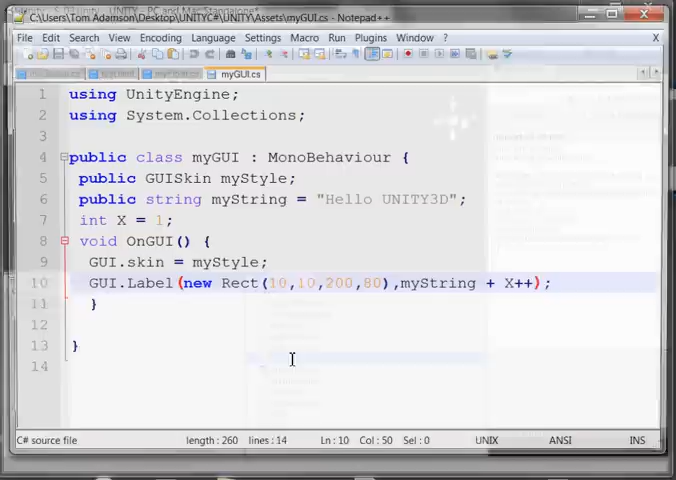 C:\Users\Tom Adamson\Desktop\UNITYC#\UNITY\Assets\myGUI.cs - Notepad++
File Edit Search View Encoding Language Settings Macro Run Plugins Window ? X
myGUI.cs
1 using UnityEngine;
2 using System.Collections;
3
4 public class myGUI : MonoBehaviour {
5 public GUISkin myStyle;
6 public string myString = "Hello UNITY3D";
7 int X = 1;
8 void OnGUI() {
9 GUI.skin = myStyle;
10 GUI.Label(new Rect(10,10,200,80),myString + X++);
11 }
12
13 }
14
C# source file length : 260 lines : 14 Ln : 10 Col : 50 Sel : 0 UNIX ANSI INS